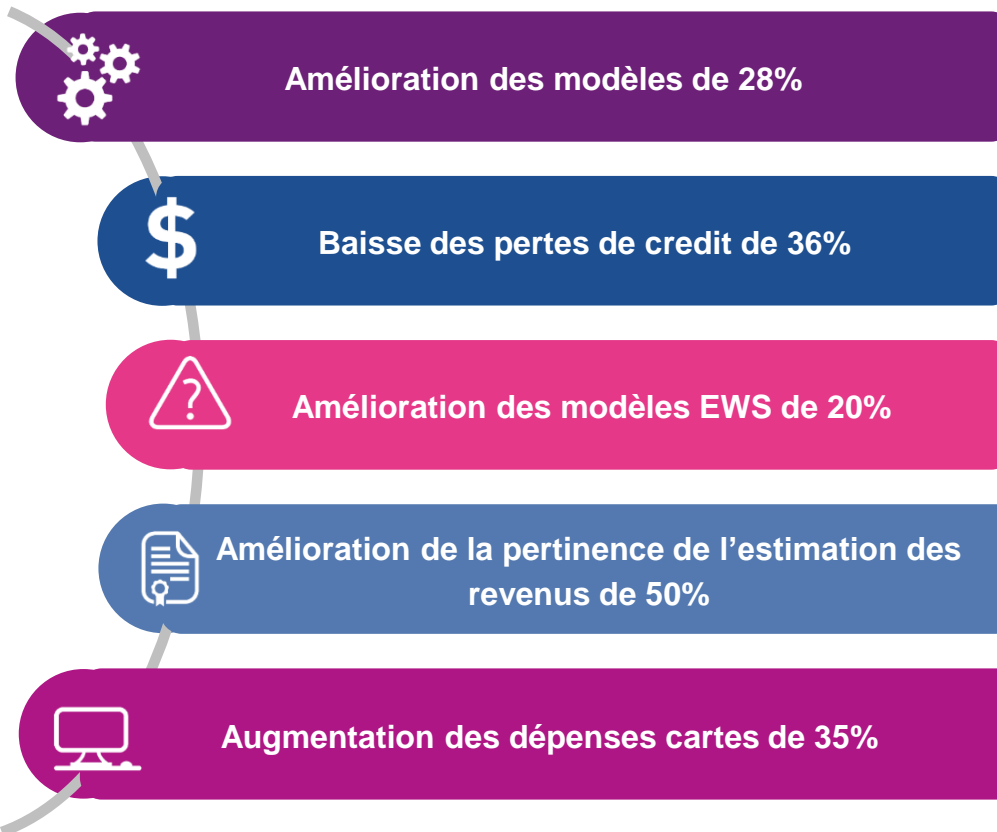 Amélioration des modèles de 28%
Baisse des pertes de credit de 36%
Amélioration des modèles EWS de 20%
Amélioration de la pertinence de l’estimation des
revenus de 50%
Augmentation des dépenses cartes de 35%